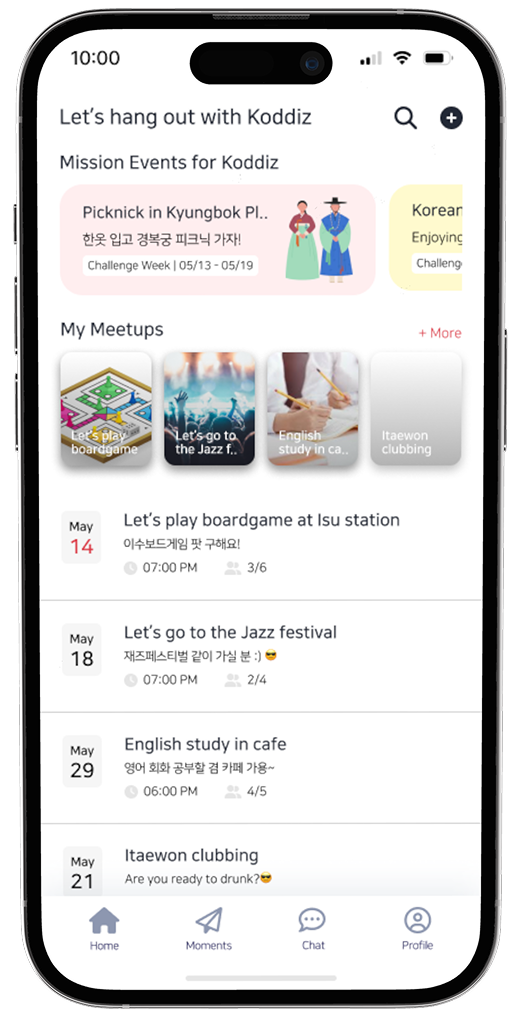 10:00
Let's hang out with Koddiz
Mission Events for Koddiz
Picknick in Kyungbok Pl..
한옷 입고 경복궁 피크닉 가자!
Challenge Week | 05/13 - 05/19
Korean
Enjoying
Challeng
My Meetups
+ More
Let's play
boardgame
Let's go to
the Jazz f..
English
study in ca..
Itaewon
clubbing
May
14
Let's play boardgame at Isu station
이수보드게임 팟 구해요!
07:00 PM
3/6
May
18
Let's go to the Jazz festival
재즈페스티벌 같이 가실 분 :) 😎
07:00 PM
2/4
May
29
English study in cafe
영어 회화 공부할 겸 카페 가용~
06:00 PM
4/5
May
21
Itaewon clubbing
Are you ready to drunk?😎
Home
Moments
Chat
Profile